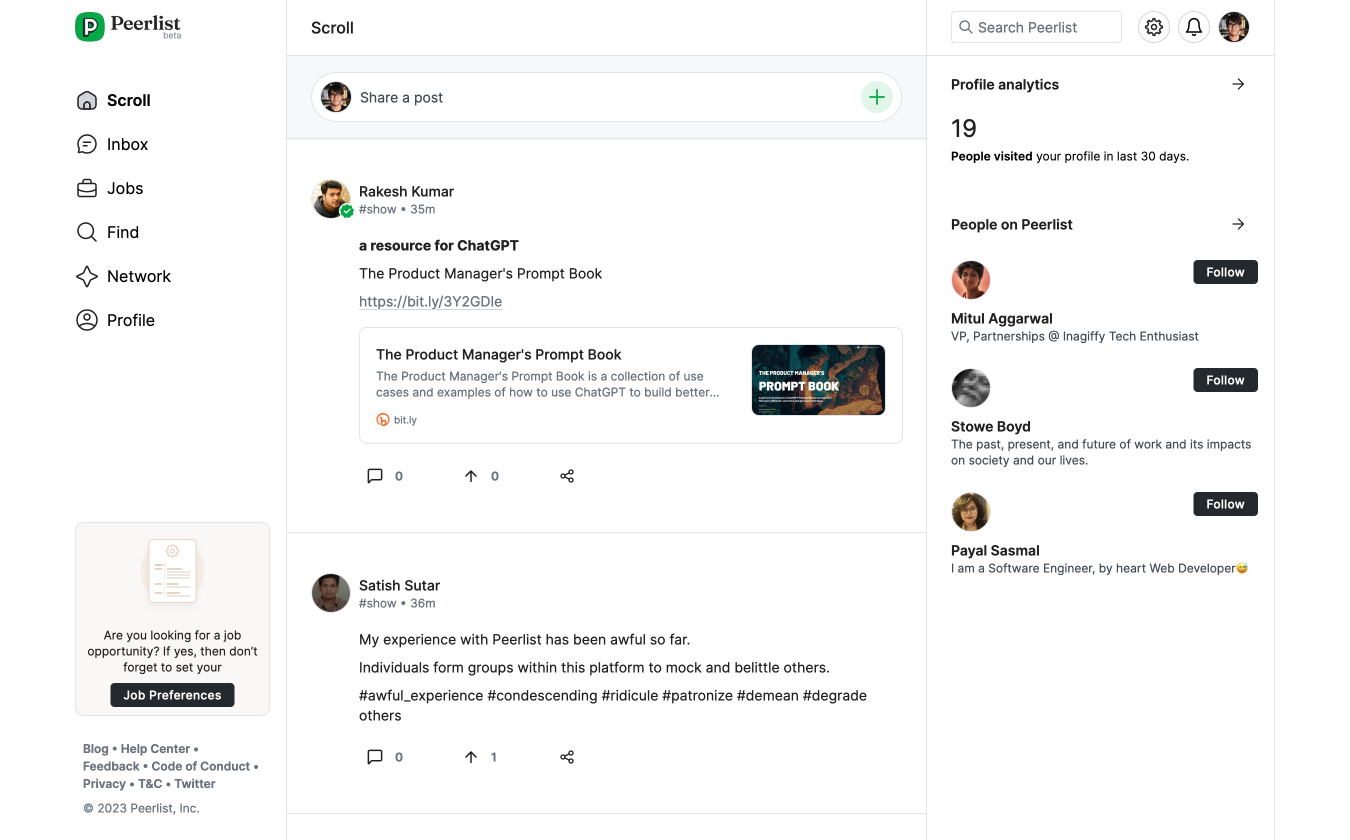 Peerlist
beta
Scroll
Inbox
Jobs
Find
Network
Profile
Are you looking for a job
opportunity? If yes, then don’t
forget to set your
Job Preferences
Blog • Help Center •
Feedback • Code of Conduct •
Privacy • T&C • Twitter
© 2023 Peerlist, Inc.
Scroll
Share a post
Rakesh Kumar
#show • 35m
a resource for ChatGPT
The Product Manager's Prompt Book
https://bit.ly/3Y2GDle
The Product Manager's Prompt Book
The Product Manager's Prompt Book is a collection of use
cases and examples of how to use ChatGPT to build better...
bit.ly
THE PRODUCT MANAGER'S
PROMPT BOOK
0 0
Satish Sutar
#show • 36m
My experience with Peerlist has been awful so far.
Individuals form groups within this platform to mock and belittle others.
#awful_experience #condescending #ridicule #patronize #demean #degrade
others
0 1
Search Peerlist
Profile analytics
19
People visited your profile in last 30 days.
People on Peerlist
Follow
Mitul Aggarwal
VP, Partnerships @ Inagiffy Tech Enthusiast
Follow
Stowe Boyd
The past, present, and future of work and its impacts
on society and our lives.
Follow
Payal Sasmal
I am a Software Engineer, by heart Web Developer😅